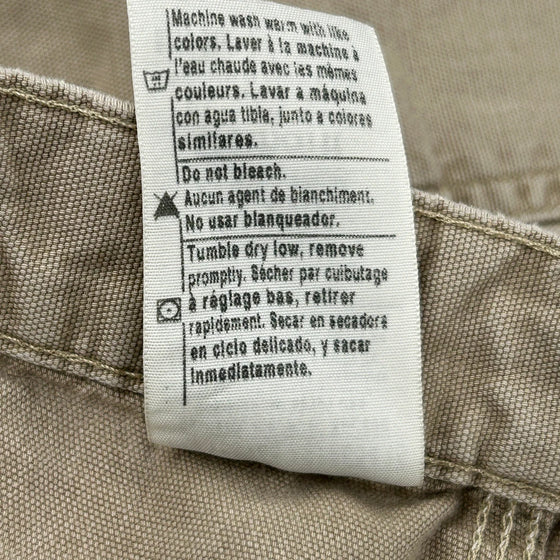 Machine wash warm with like
colors. Laver à la machine à
l'eau chaude avec les mêmes
couleurs. Lavar a máquina
con agua tibia, junto a colores
similares.
Do not bleach.
Aucun agent de blanchiment.
No usar blanqueador.
Tumble dry low, remove
promptly. Sécher par culbutage
à réglage bas, retirer
rapidement. Secar en secadora
en ciclo delicado, y sacar
inmediatamente.